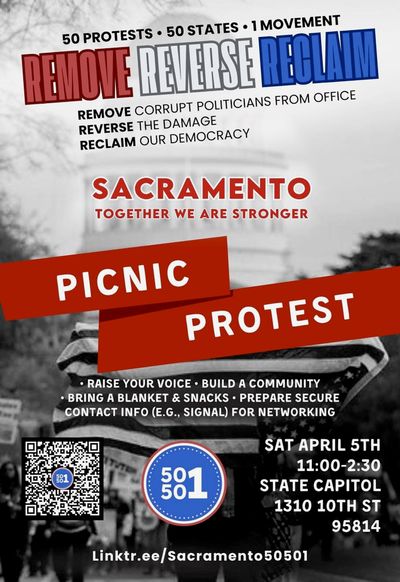 50 PROTESTS • 50 STATES • 1 MOVEMENT
REMOVE REVERSE RECLAIM
REMOVE CORRUPT POLITICIANS FROM OFFICE
REVERSE THE DAMAGE
RECLAIM OUR DEMOCRACY
SACRAMENTO
TOGETHER WE ARE STRONGER
PICNIC
PROTEST
• RAISE YOUR VOICE • BUILD A COMMUNITY
• BRING A BLANKET & SNACKS • PREPARE SECURE
CONTACT INFO (E.G., SIGNAL) FOR NETWORKING
50
50
1
50
50
1
SAT APRIL 5TH
11:00-2:30
STATE CAPITOL
1310 10TH ST
95814
Linktr.ee/Sacramento50501